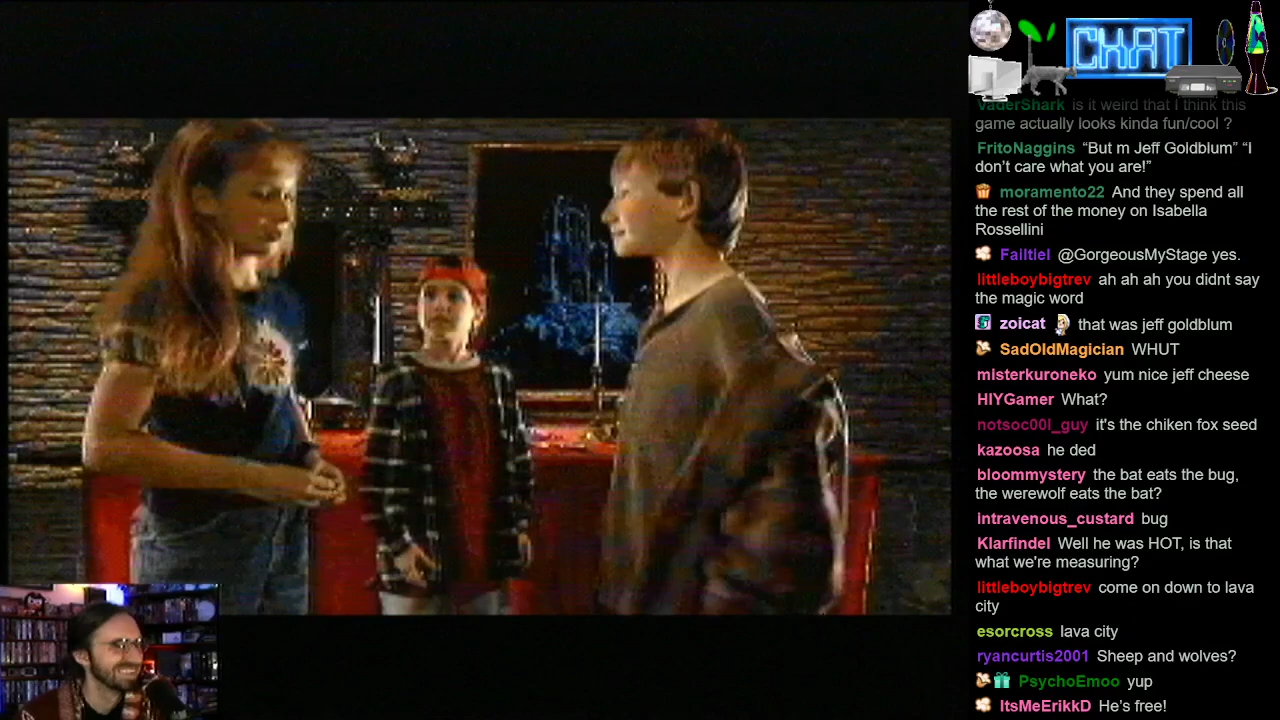 CHAT
VaderShark is it weird that I think this
game actually looks kinda fun/cool ?
FritoNaggins “But m Jeff Goldblum” “I
don’t care what you are!”
moramento22 And they spend all
the rest of the money on Isabella
Rossellini
Failtiel @GorgeousMyStage yes.
littleboybigtrev ah ah ah you didnt say
the magic word
zoicat that was jeff goldblum
SadOldMagician WHUT
misterkuroneko yum nice jeff cheese
HIYGamer What?
notsoc00l_guy it's the chiken fox seed
kazoosa he ded
bloommystery the bat eats the bug,
the werewolf eats the bat?
intravenous_custard bug
Klarfindel Well he was HOT, is that
what we're measuring?
littleboybigtrev come on down to lava
city
esorcross lava city
ryancurtis2001 Sheep and wolves?
PsychoEmoo yup
ItsMeErikkD He’s free!